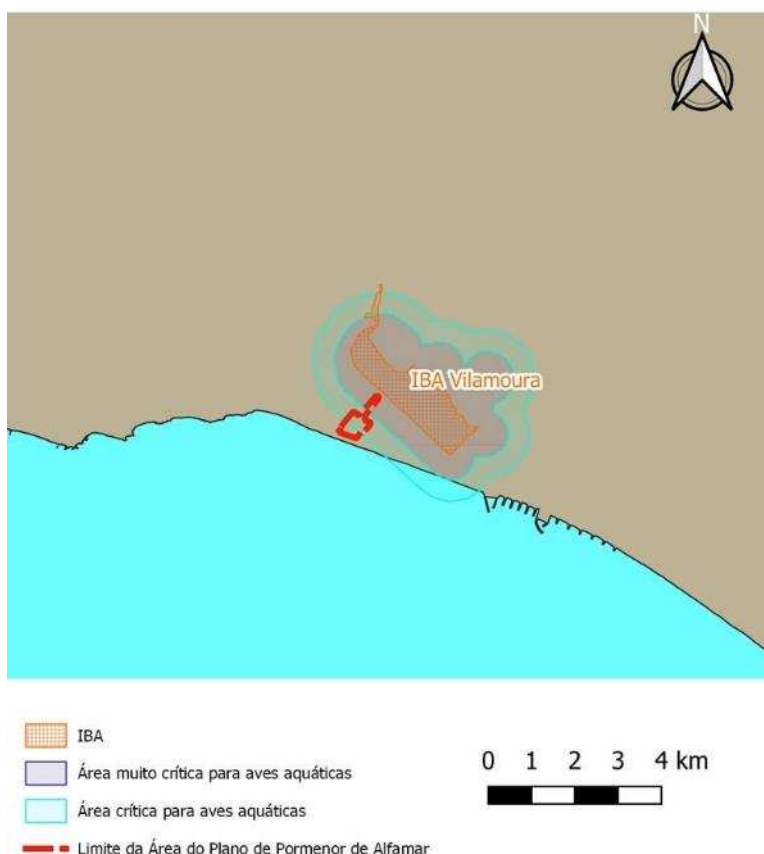 N
IBA Vilamoura
IBA
Área muito crítica para aves aquáticas
Área crítica para aves aquáticas
Limite da Área do Plano de Pormenor de Alfamar
0 1 2 3 4 km